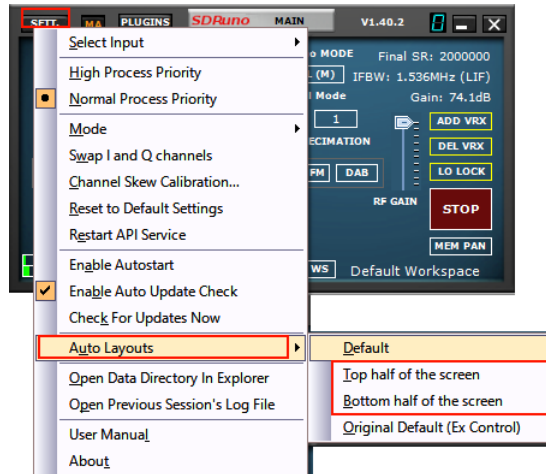 SETT. MA PLUGINS SDRuno MAIN V1.40.2
Select Input
High Process Priority
Normal Process Priority
Mode
Swap I and Q channels
Channel Skew Calibration...
Reset to Default Settings
Restart API Service
Enable Autostart
Enable Auto Update Check
Check For Updates Now
Auto Layouts
Open Data Directory In Explorer
Open Previous Session's Log File
User Manual
About
MODE Final SR: 2000000
(M) IFBW: 1.536MHz (LIF)
Mode Gain: 74.1dB
1 ADD VRX
DEL VRX
FM DAB LO LOCK
RF GAIN STOP
MEM PAN
WS Default Workspace
Default
Top half of the screen
Bottom half of the screen
Original Default (Ex Control)